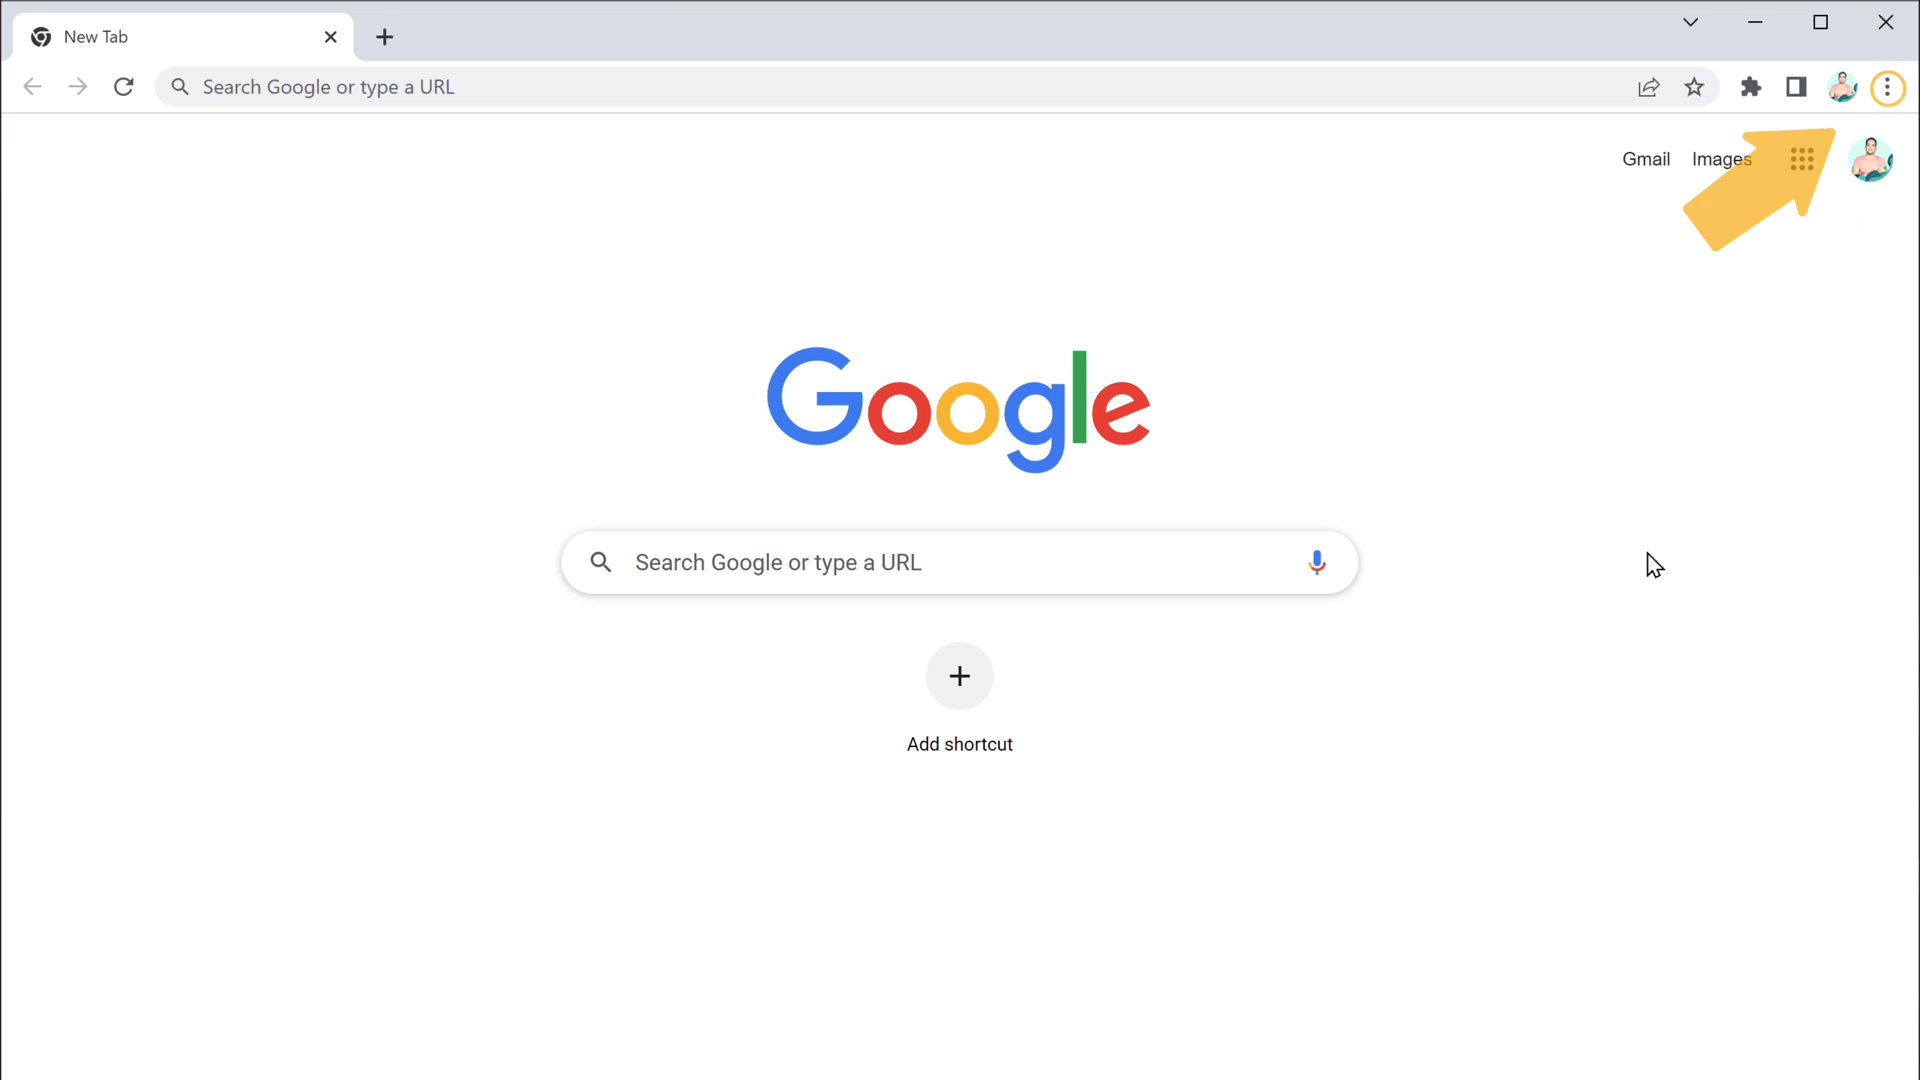 New Tab
Search Google or type a URL
Gmail Images
Google
Search Google or type a URL
Add shortcut